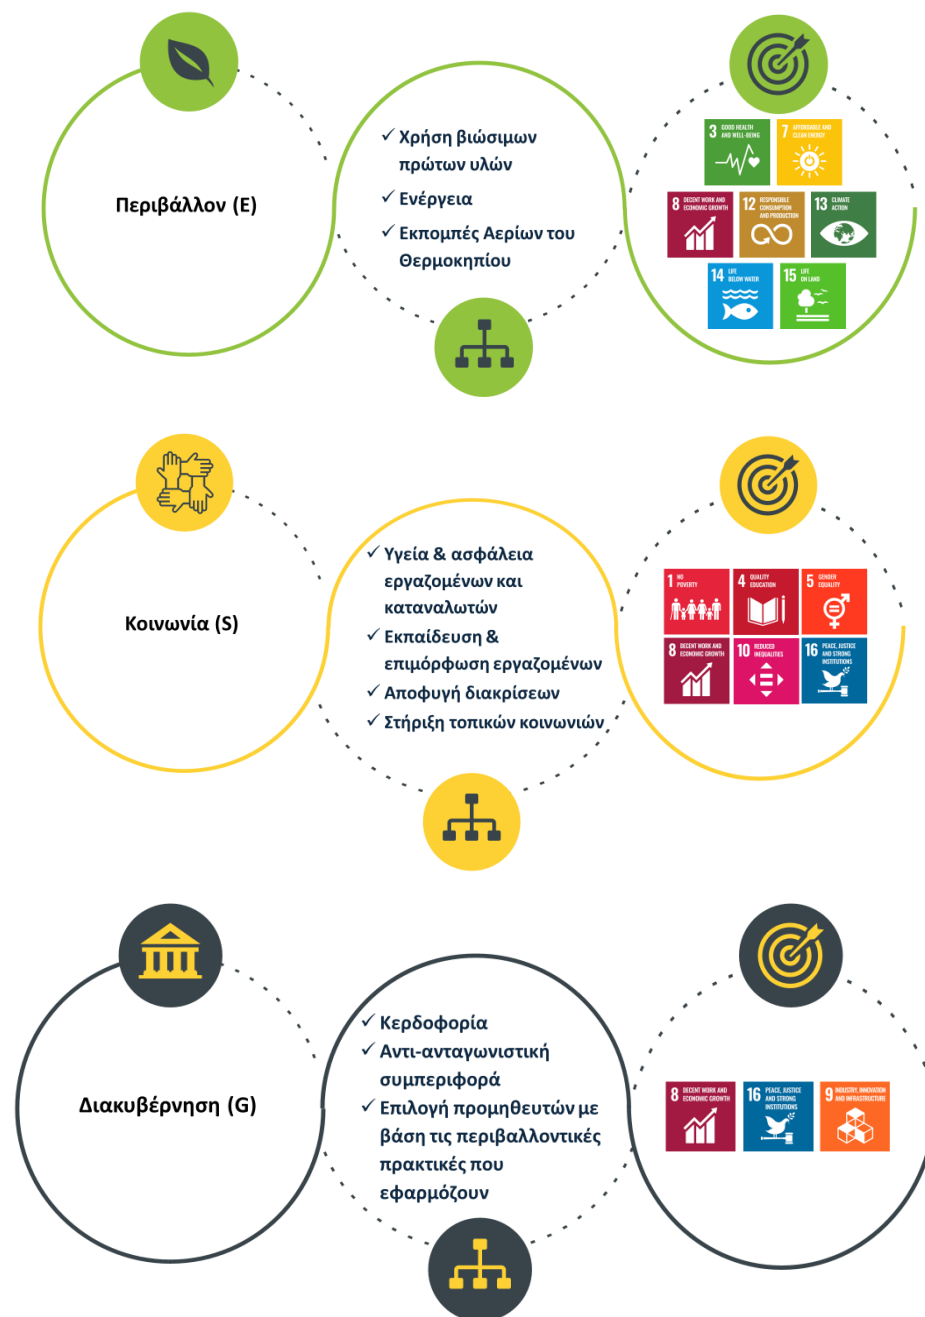 Περιβάλλον (E)
✓ Χρήση βιώσιμων
πρώτων υλών
✓ Ενέργεια
✓ Εκπομπές Αερίων του
Θερμοκηπίου
3 GOOD HEALTH
AND WELL-BEING
7 AFFORDABLE AND
CLEAN ENERGY
8 DECENT WORK AND
ECONOMIC GROWTH
12 RESPONSIBLE
CONSUMPTION
AND PRODUCTION
13 CLIMATE
ACTION
14 LIFE
BELOW WATER
15 LIFE
ON LAND
Κοινωνία (S)
✓ Υγεία & ασφάλεια
εργαζομένων και
καταναλωτών
✓ Εκπαίδευση &
επιμόρφωση εργαζομένων
✓ Αποφυγή διακρίσεων
✓ Στήριξη τοπικών κοινωνιών
1 NO
POVERTY
4 QUALITY
EDUCATION
5 GENDER
EQUALITY
8 DECENT WORK AND
ECONOMIC GROWTH
10 REDUCED
INEQUALITIES
16 PEACE, JUSTICE
AND STRONG
INSTITUTIONS
Διακυβέρνηση (G)
✓ Κερδοφορία
✓ Αντι-ανταγωνιστική
συμπεριφορά
✓ Επιλογή προμηθευτών με
βάση τις περιβαλλοντικές
πρακτικές που
εφαρμόζουν
8 DECENT WORK AND
ECONOMIC GROWTH
16 PEACE, JUSTICE
AND STRONG
INSTITUTIONS
9 INDUSTRY, INNOVATION
AND INFRASTRUCTURE